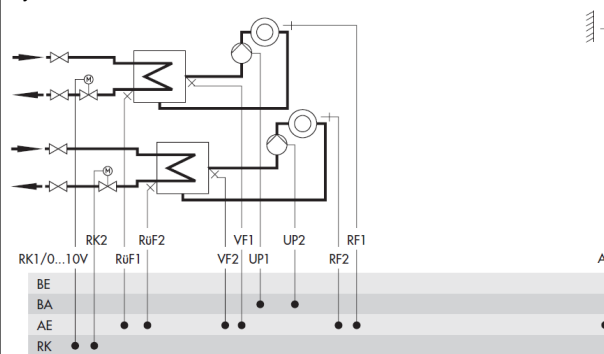 M
M
RK2 RüF2 VF1 UP2 RF1
RK1/0...10V RüF1 VF2 UP1 RF2
BE
BA
AE
RK